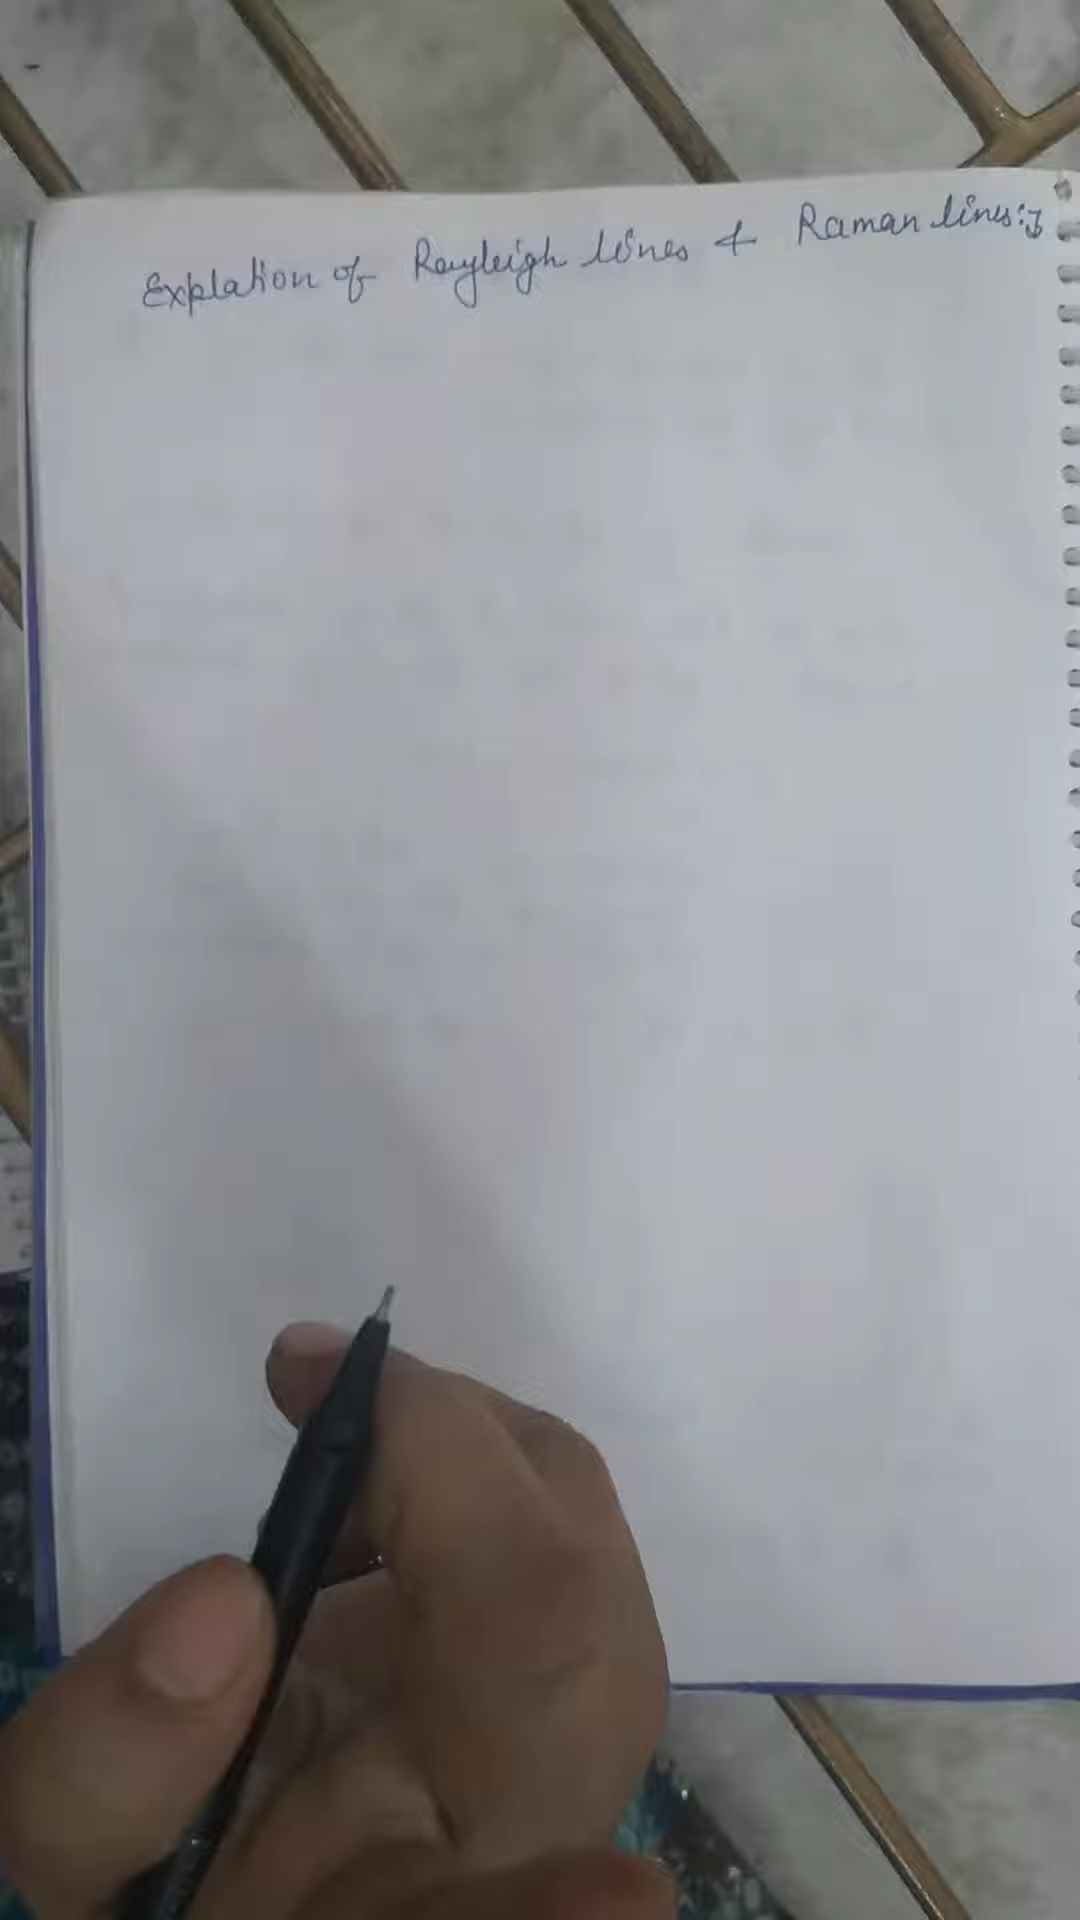 Explation of Rayleigh lines & Raman lines:→